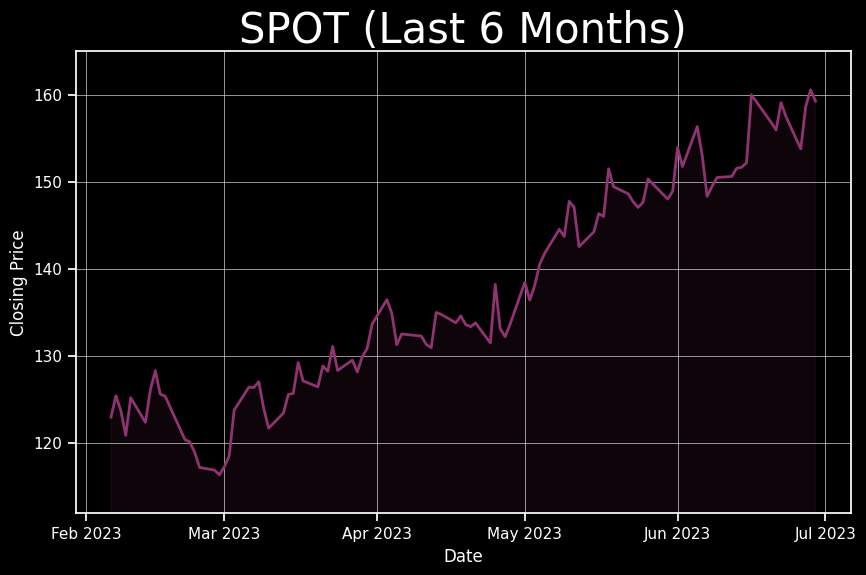 SPOT (Last 6 Months)
Closing Price
160
150
140
130
120
Feb 2023
Mar 2023
Apr 2023
May 2023
Jun 2023
Jul 2023
Date